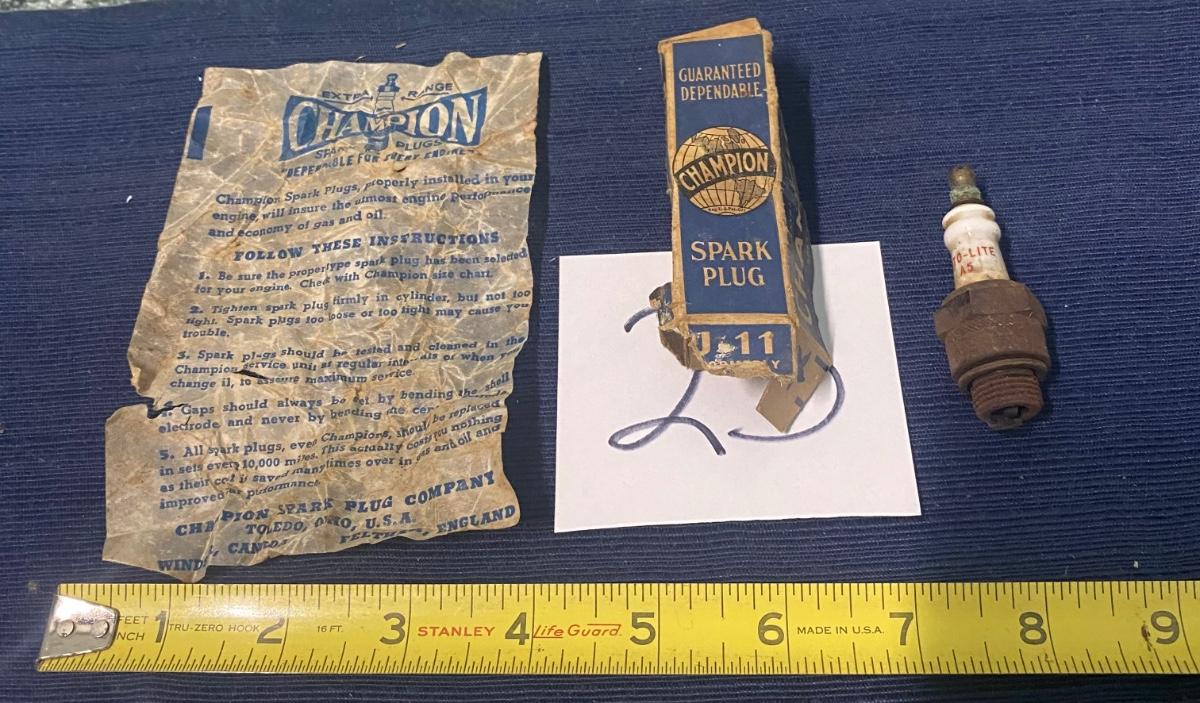 EXTRA RANGE
CHAMPION
SPARK PLUGS
"DEPENDABLE FOR EVERY ENGINE"
Champion Spark Plugs, properly installed in your
engine, will insure the utmost engine performance
and economy of gas and oil.
FOLLOW THESE INSTRUCTIONS
1. Be sure the proper type spark plug has been selected
for your engine. Check with Champion size chart.
2. Tighten spark plug firmly in cylinder, but not too
tight. Spark plugs too loose or too tight may cause you
trouble.
3. Spark plugs should be tested and cleaned in the
Champion service unit at regular intervals or when you
change oil, to assure maximum service.
4. Gaps should always be set by bending the shell
electrode and never by bending the
5. All spark plugs, even Champions, should be replaced
in sets every 10,000 miles. This actually costs you nothing
as their cost is saved many times over in gas and oil and
improved performance.
CHAMPION SPARK PLUG COMPANY
TOLEDO, OHIO, U.S.A.
WINDS, CANADA FELTHAM, ENGLAND
GUARANTEED
DEPENDABLE
CHAMPION
SPARK
PLUG
J-11
TO-LITE
A5
FEET
INCH
1 TRU-ZERO HOOK 2 16 FT. 3 STANLEY 4 Life Guard. 5 6 MADE IN U.S.A. 7 8 9